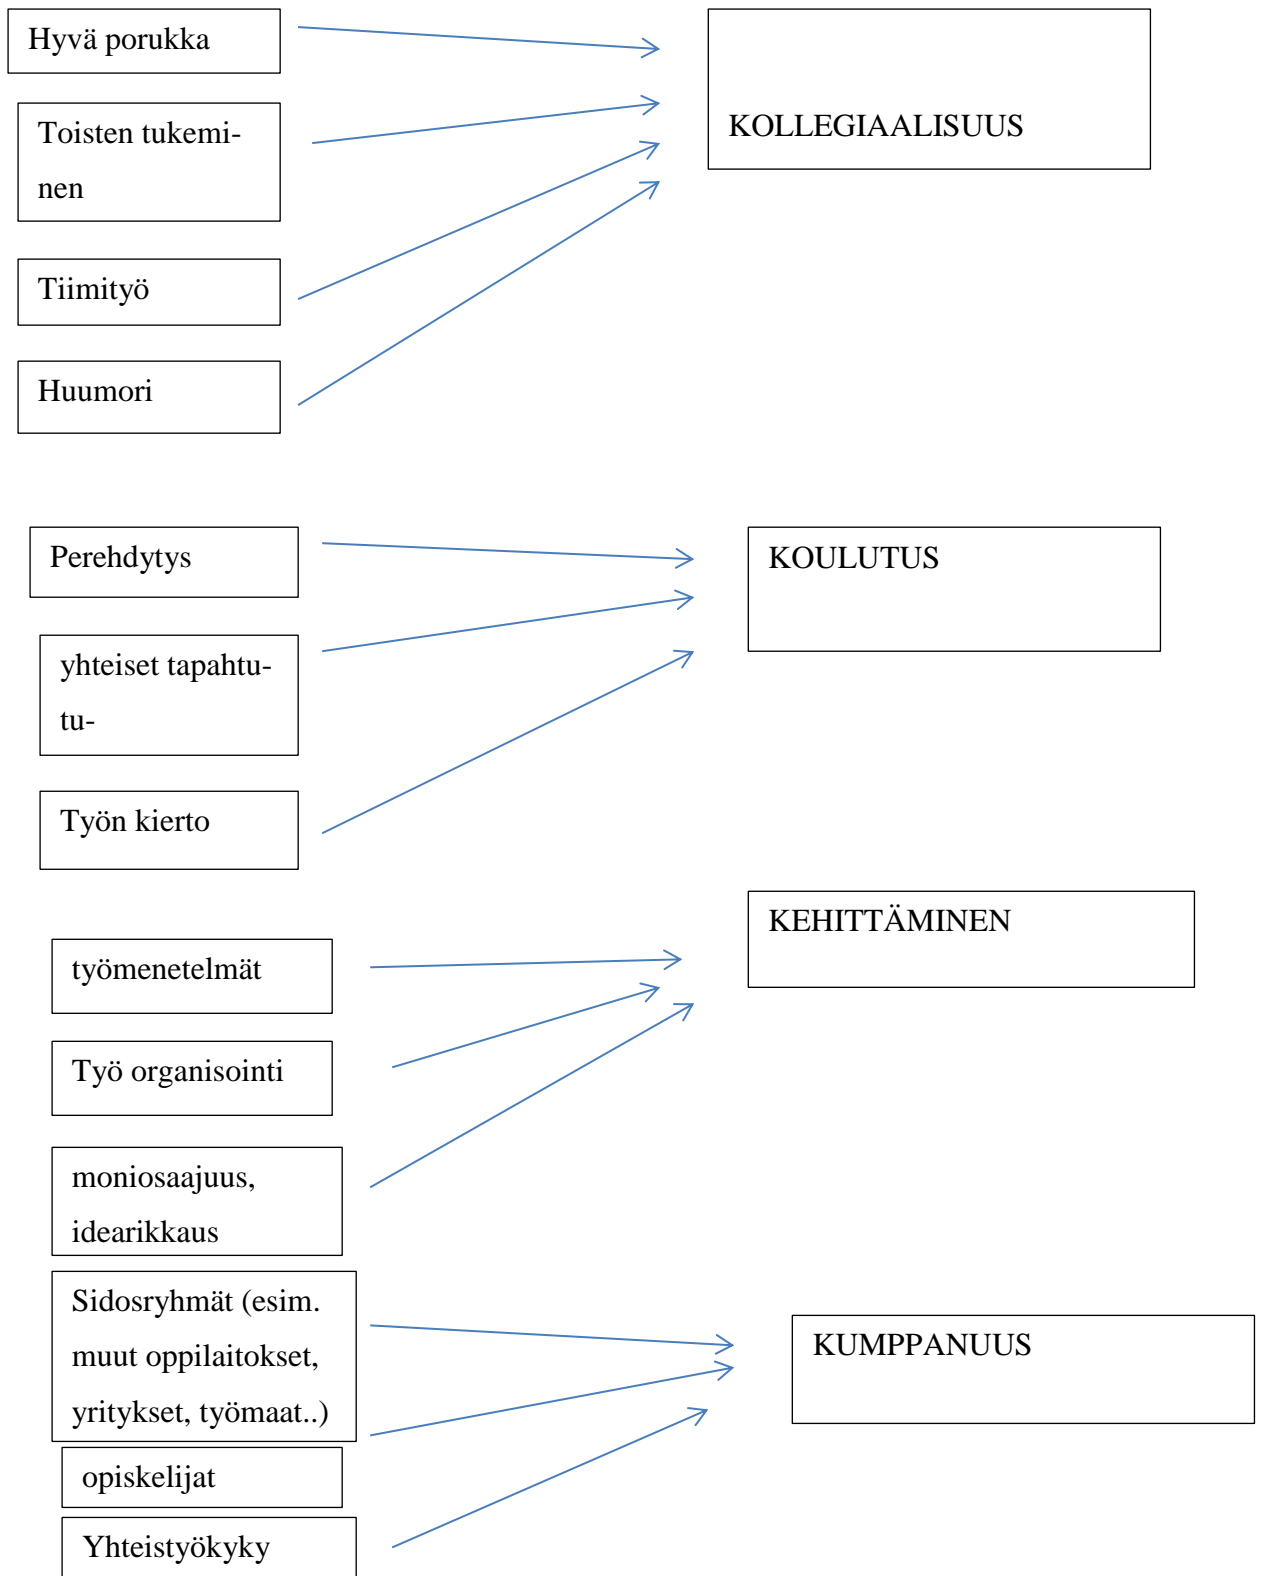 Hyvä porukka
KOLLEGIAALISUUS
Toisten tukemi-
nen
Tiimityö
Huumori
Perehdytys
KOULUTUS
yhteiset tapahtu-
tu-
Työn kierto
KEHITTÄMINEN
työmenetelmät
Työ organisointi
moniosaajuus,
idearikkaus
Sidosryhmät (esim.
muut oppilaitokset,
yritykset, työmaat..)
KUMPPANUUS
opiskelijat
Yhteistyökyky